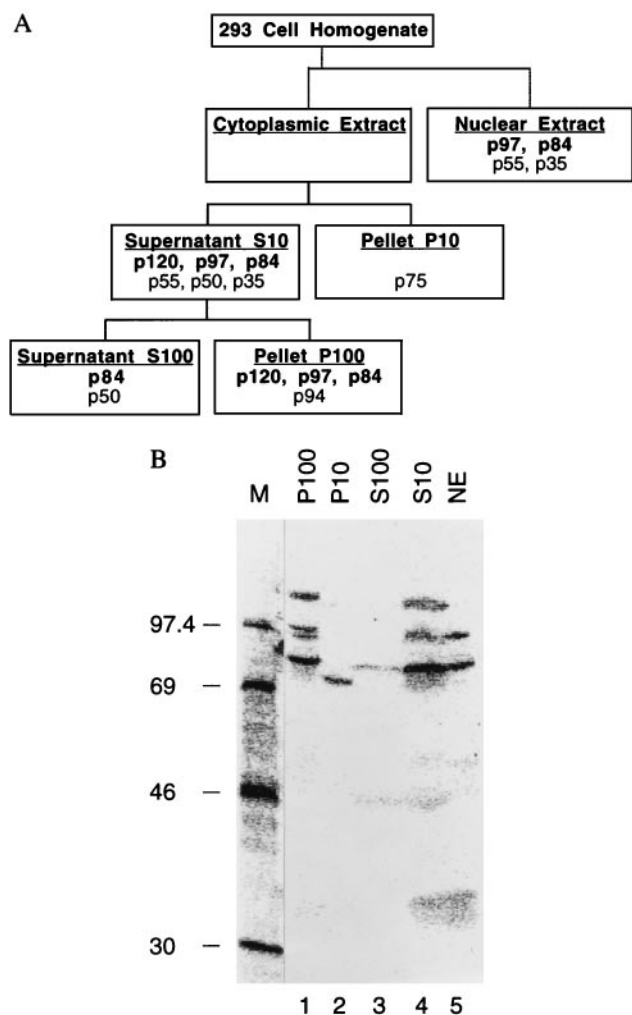 A
293 Cell Homogenate
Cytoplasmic Extract
Nuclear Extract
p97, p84
p55, p35
Supernatant S10
p120, p97, p84
p55, p50, p35
Pellet P10
p75
Supernatant S100
p84
p50
Pellet P100
p120, p97, p84
p94
B
M P100 P10 S100 S10 NE
97.4
69
46
30
1 2 3 4 5